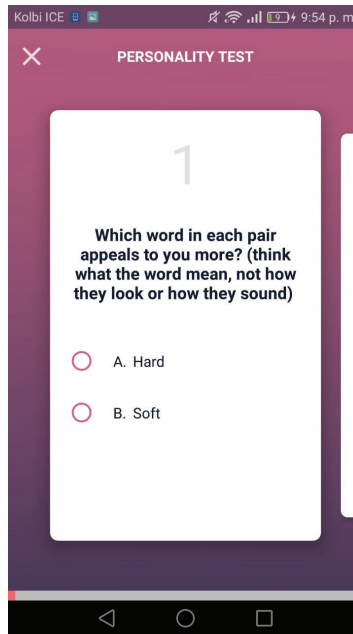 Kolbi ICE 9 9:54 p. m
PERSONALITY TEST
1
Which word in each pair
appeals to you more? (think
what the word mean, not how
they look or how they sound)
A. Hard
B. Soft